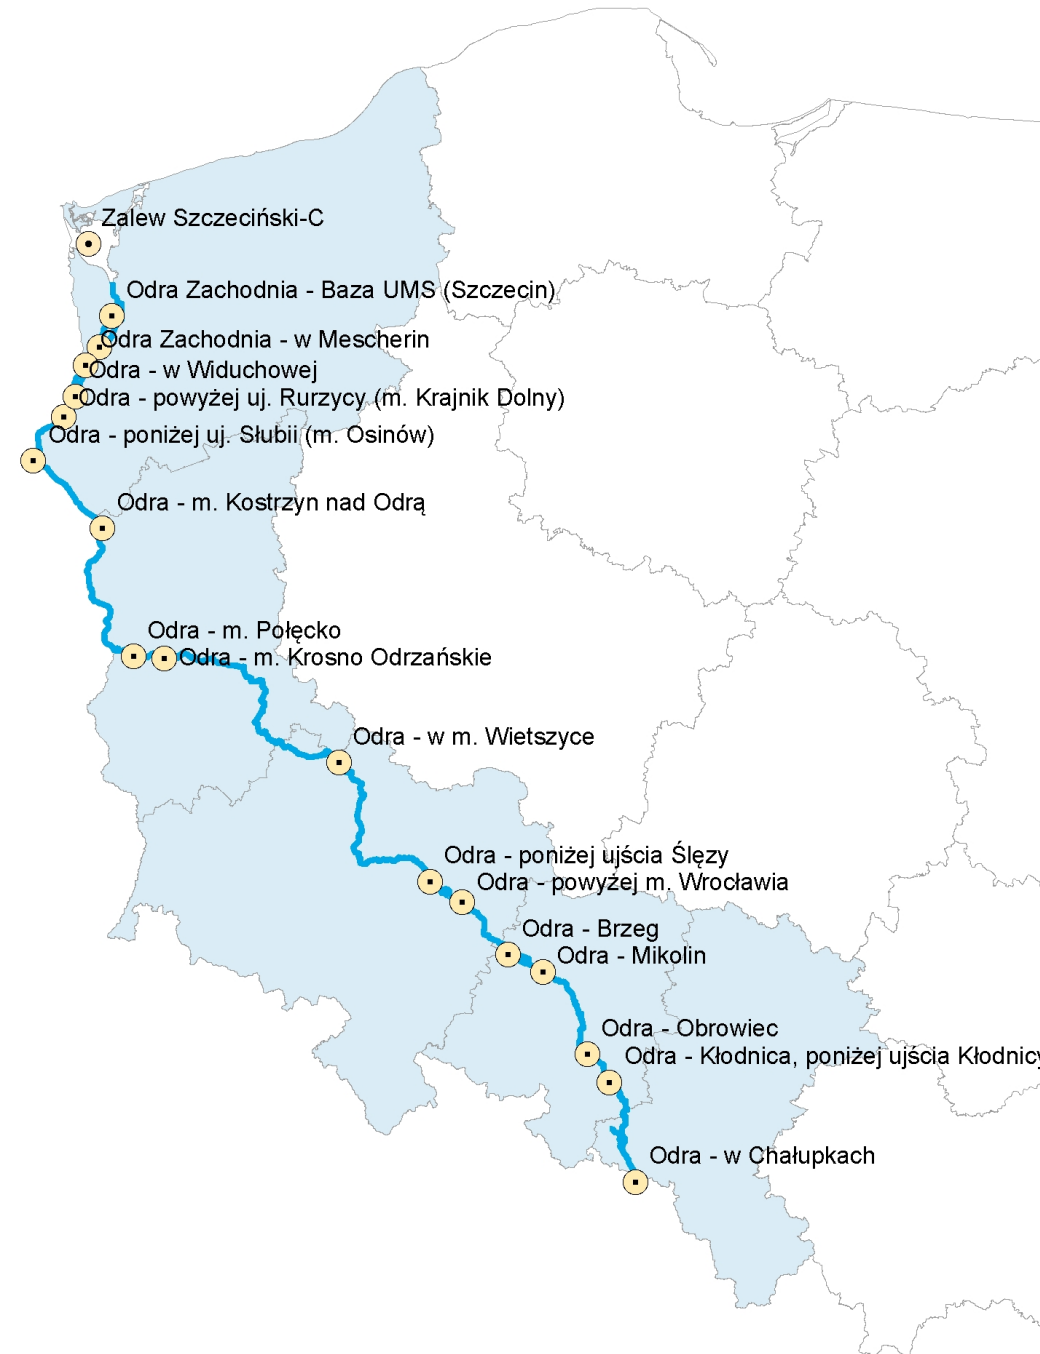 Zalew Szczeciński-C
Odra Zachodnia - Baza UMS (Szczecin)
Odra Zachodnia - w Mescherin
Odra - w Widuchowej
Odra - powyżej uj. Rurzycy (m. Krajnik Dolny)
Odra - poniżej uj. Słubii (m. Osinów)
Odra - m. Kostrzyn nad Odrą
Odra - m. Połęcko
Odra - m. Krosno Odrzańskie
Odra - w m. Wietszyce
Odra - poniżej ujścia Ślęzy
Odra - powyżej m. Wrocławia
Odra - Brzeg
Odra - Mikolin
Odra - Obrowiec
Odra - Kłodnica, poniżej ujścia Kłodnicy
Odra - w Chałupkach